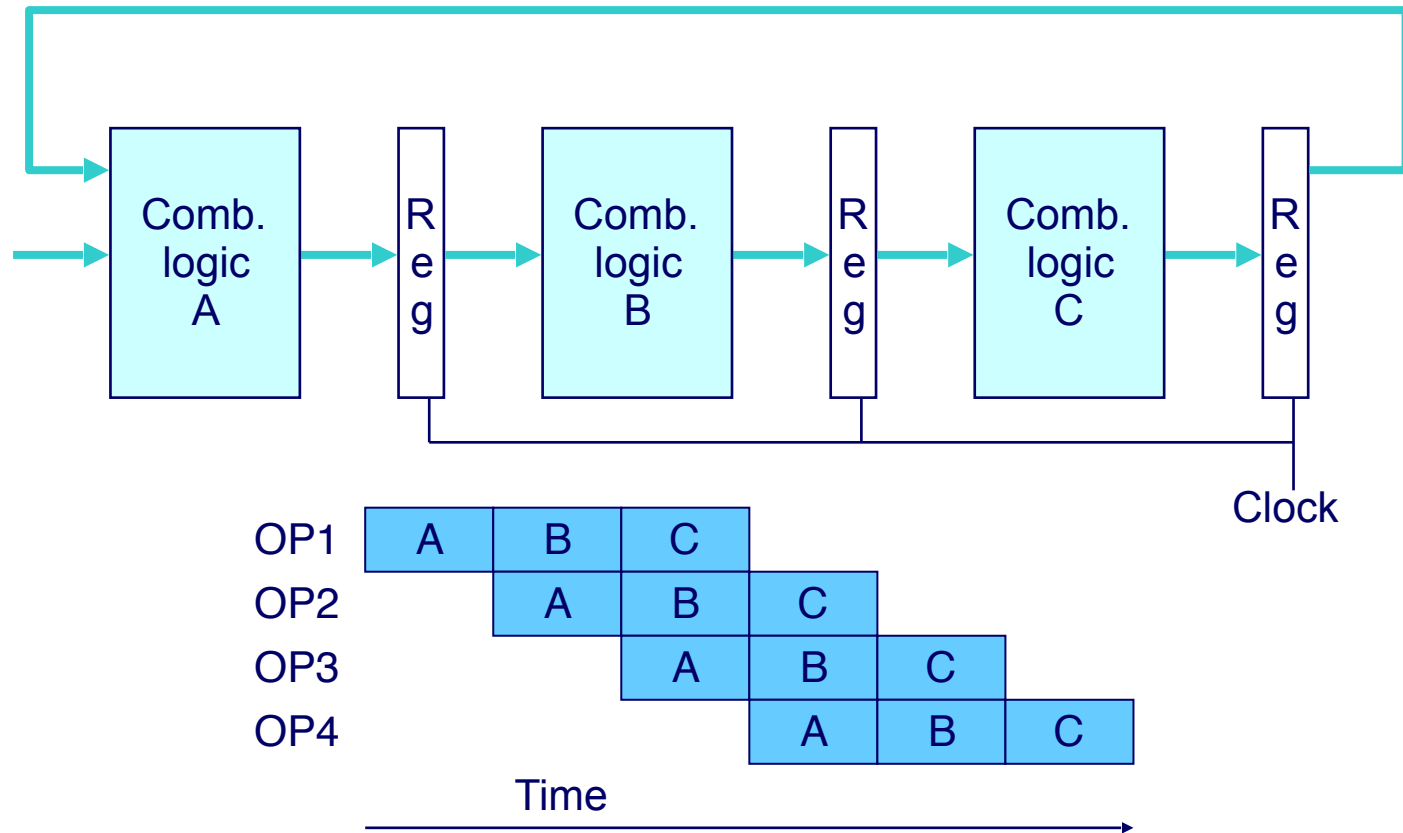 Comb.
logic
A
R
e
g
Comb.
logic
B
R
e
g
Comb.
logic
C
R
e
g
Clock
OP1 A B C
OP2 A B C
OP3 A B C
OP4 A B C
Time